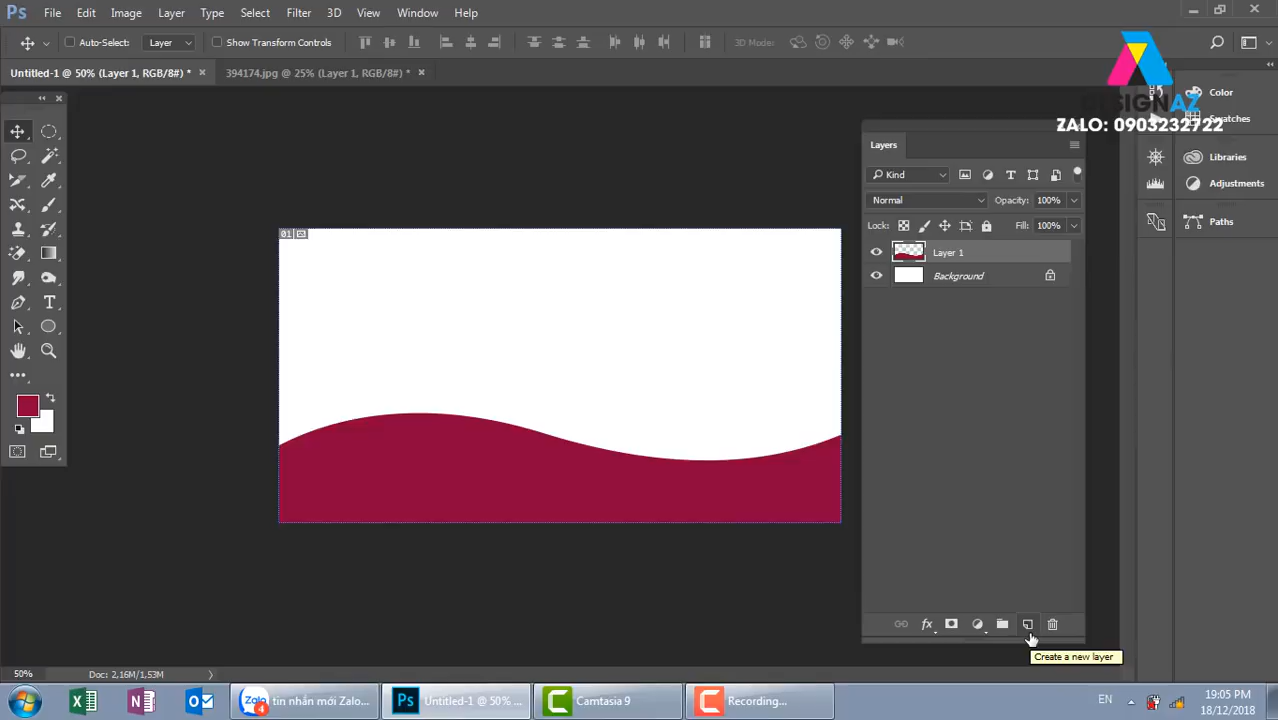 Ps File Edit Image Layer Type Select Filter 3D View Window Help
Auto-Select: Layer Show Transform Controls 3D Mode:
Untitled-1 @ 50% (Layer 1, RGB/8#) * × 394174.jpg @ 25% (Layer 1, RGB/8#) * ×
ZALO: 0903232722
Color
Swatches
Libraries
Adjustments
Paths
Layers
Kind
Normal Opacity: 100%
Lock: Fill: 100%
Layer 1
Background
01
fx
Create a new layer
50% Doc: 2,16M/1,53M
Zalo 4 tin nhắn mới Zalo... Ps Untitled-1 @ 50% ... Camtasia 9 Recording... EN 19:05 PM
18/12/2018